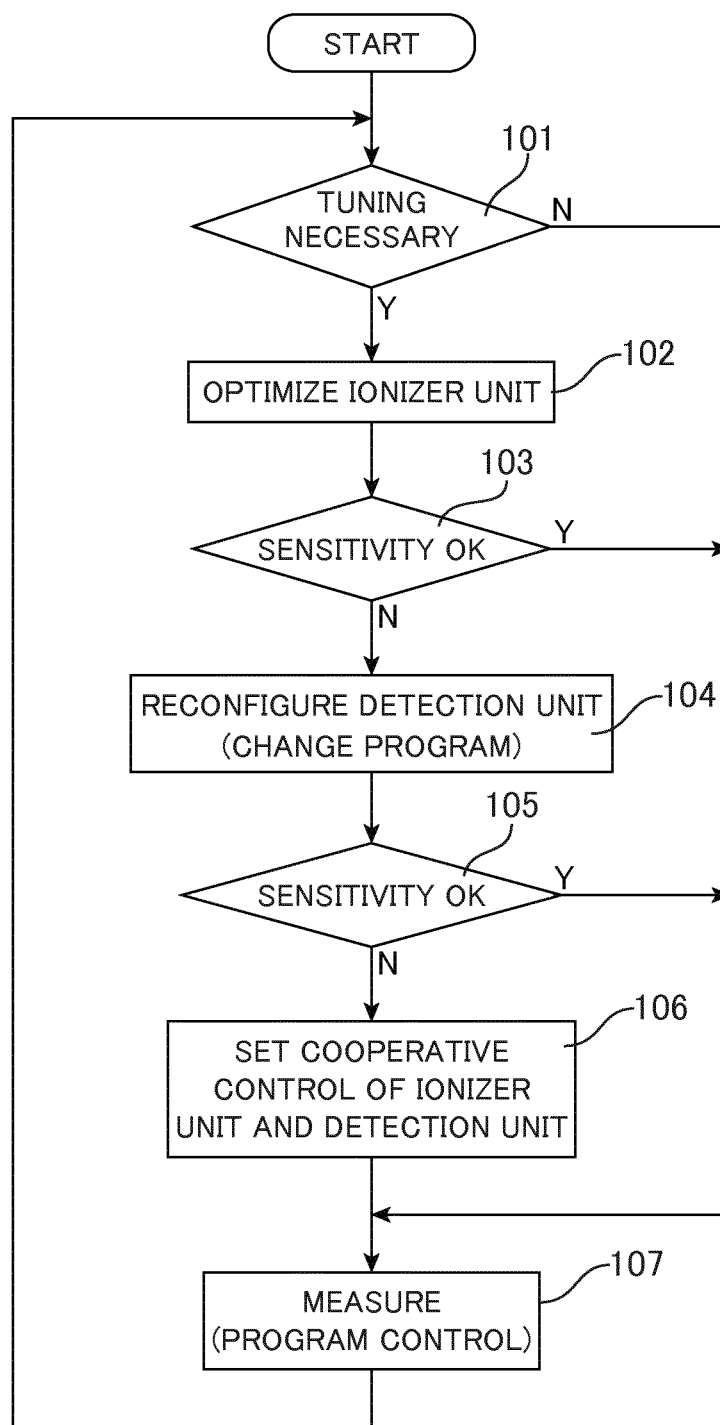 START
101
TUNING
NECESSARY
N
Y
102
OPTIMIZE IONIZER UNIT
103
SENSITIVITY OK
Y
N
RECONFIGURE DETECTION UNIT
(CHANGE PROGRAM)
104
105
SENSITIVITY OK
Y
N
106
SET COOPERATIVE
CONTROL OF IONIZER
UNIT AND DETECTION UNIT
107
MEASURE
(PROGRAM CONTROL)